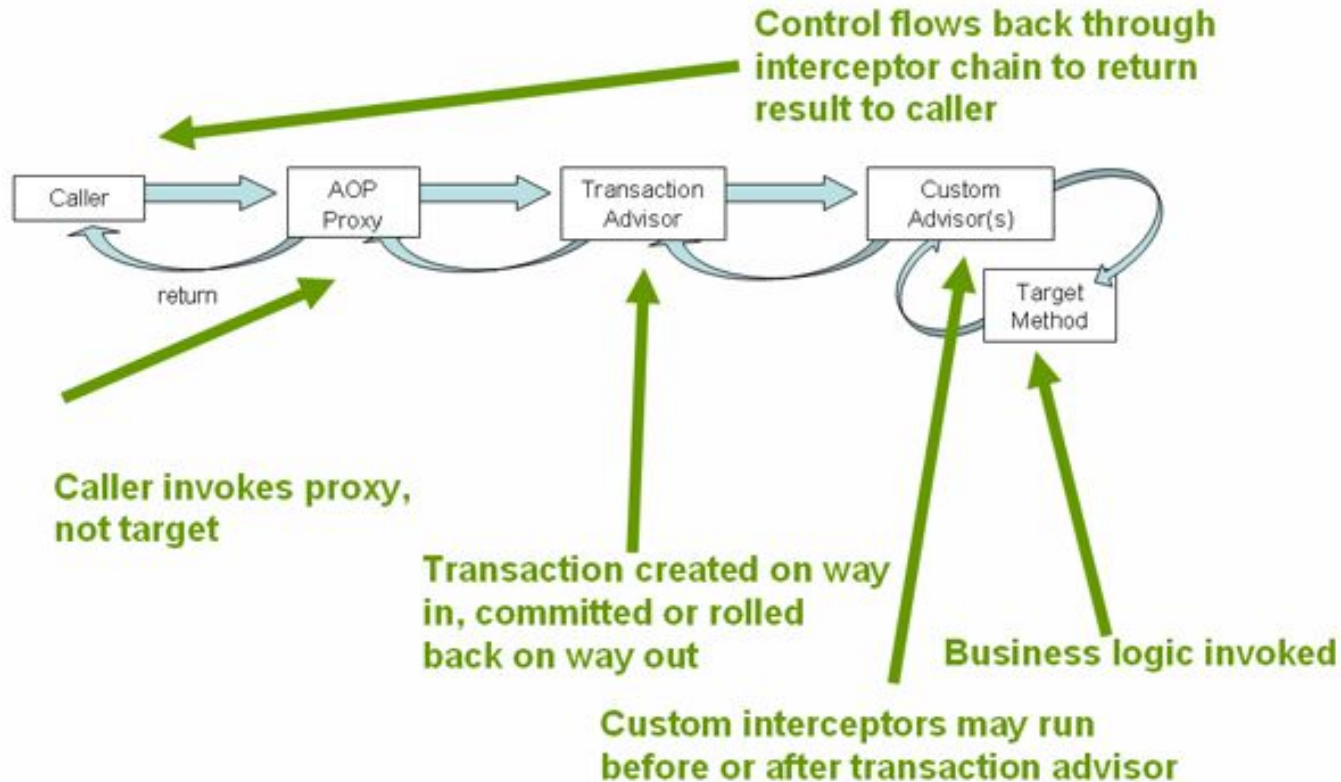 Control flows back through
interceptor chain to return
result to caller
Caller
AOP
Proxy
Transaction
Advisor
Custom
Advisor(s)
return
Target
Method
Caller invokes proxy,
not target
Transaction created on way
in, committed or rolled
back on way out
Business logic invoked
Custom interceptors may run
before or after transaction advisor